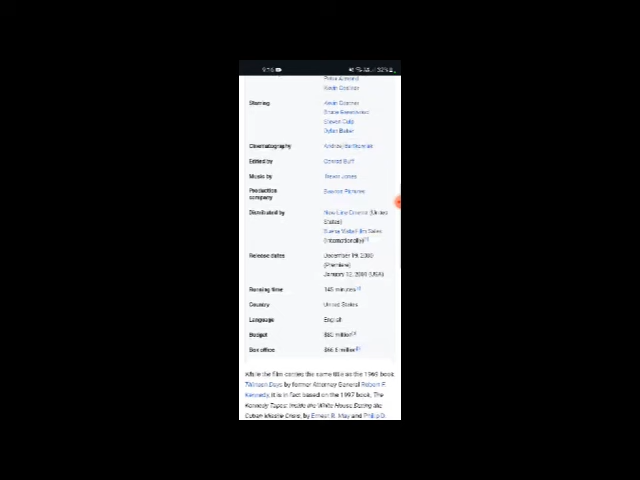 Kevin Costner
Starring
Kevin Costner
Bruce Greenwood
Steven Culp
Dylan Baker
Cinematography
Andrzej Bartkowiak
Edited by
Conrad Buff
Music by
Trevor Jones
Production
company
Beacon Pictures
Distributed by
New Line Cinema (United
States)
Buena Vista Film Sales
(International)
Release dates
(Premiere)
January 12, 2001 (USA)
Running time
145 minutes
Country
United States
Language
English
Budget
$80 million
Box office
$66.6 million
While the film carries the same title as the 1969 book
Thirteen Days by former Attorney General Robert F.
Kennedy, it is in fact based on the 1997 book, The
Kennedy Tapes: Inside the White House During the
Cuban Missile Crisis, by Ernest R. May and Philip D.